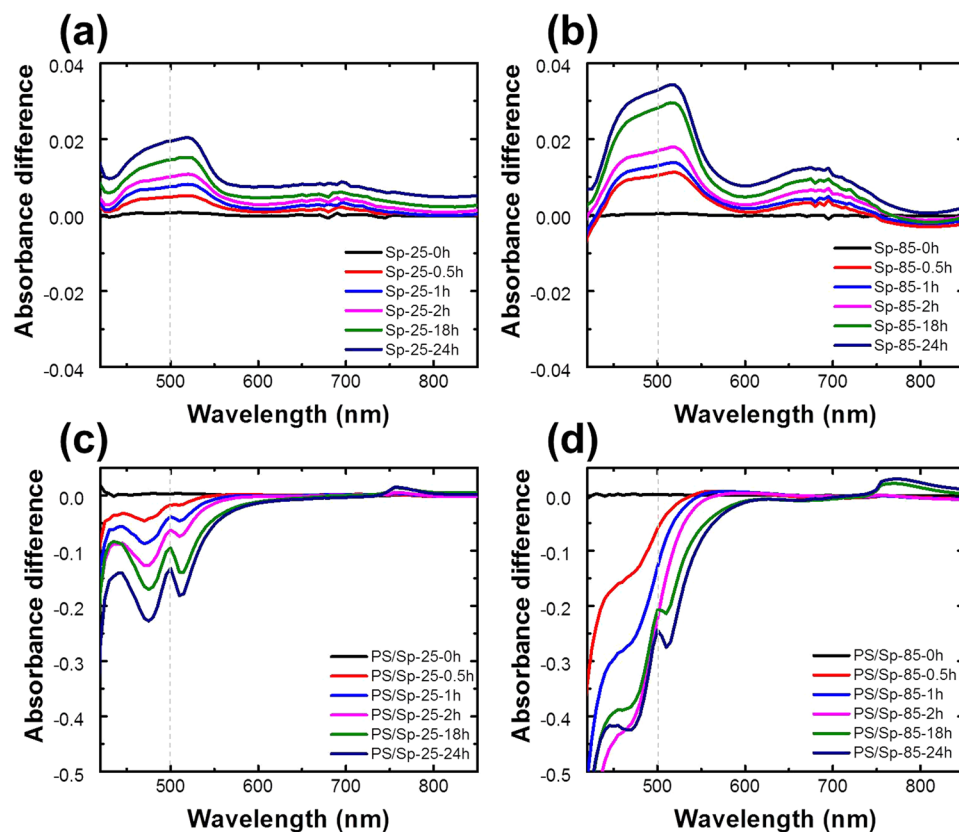 (a)
Absorbance difference
0.04
0.02
0.00
-0.02
-0.04
500
600
700
800
Wavelength (nm)
Sp-25-0h
Sp-25-0.5h
Sp-25-1h
Sp-25-2h
Sp-25-18h
Sp-25-24h
(b)
Absorbance difference
0.04
0.02
0.00
-0.02
-0.04
500
600
700
800
Wavelength (nm)
Sp-85-0h
Sp-85-0.5h
Sp-85-1h
Sp-85-2h
Sp-85-18h
Sp-85-24h
(c)
Absorbance difference
0.0
-0.1
-0.2
-0.3
-0.4
-0.5
500
600
700
800
Wavelength (nm)
PS/Sp-25-0h
PS/Sp-25-0.5h
PS/Sp-25-1h
PS/Sp-25-2h
PS/Sp-25-18h
PS/Sp-25-24h
(d)
Absorbance difference
0.0
-0.1
-0.2
-0.3
-0.4
-0.5
500
600
700
800
Wavelength (nm)
PS/Sp-85-0h
PS/Sp-85-0.5h
PS/Sp-85-1h
PS/Sp-85-2h
PS/Sp-85-18h
PS/Sp-85-24h